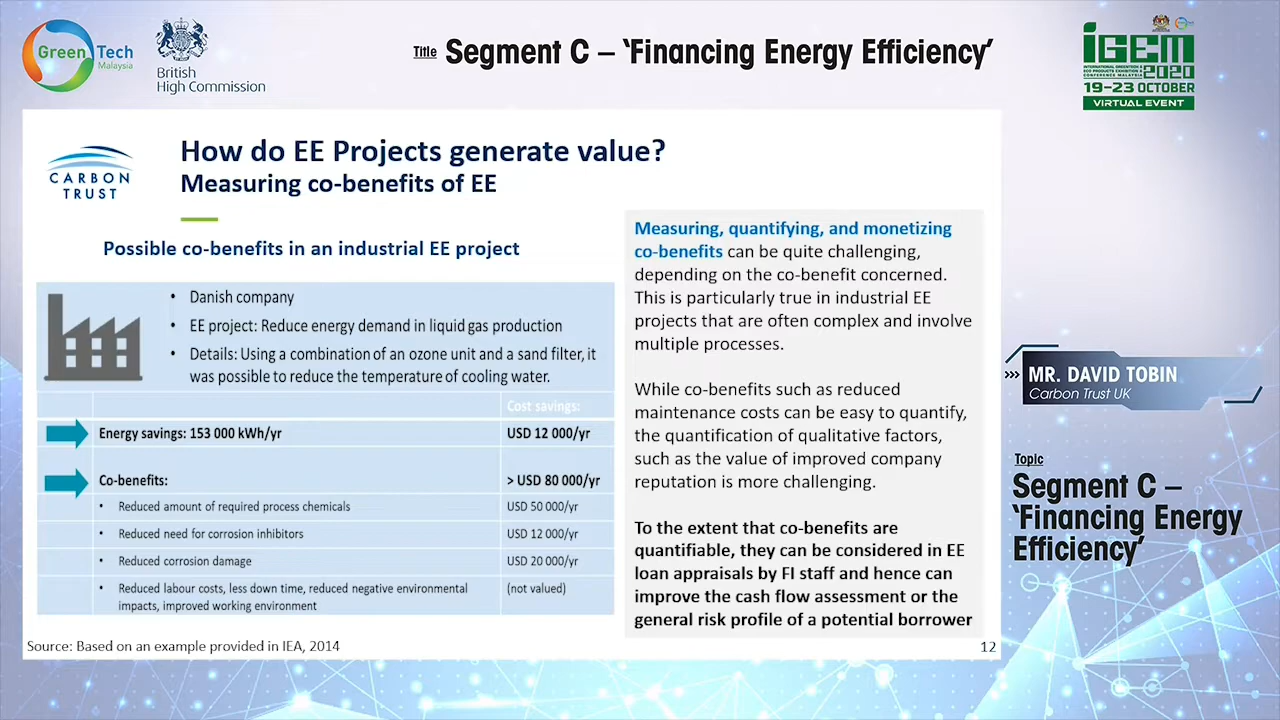 GreenTech
Malaysia
British
High Commission
Title Segment C – ‘Financing Energy Efficiency’
iGEM
INTERNATIONAL GREENTECH &
ECO PRODUCTS EXHIBITION &
CONFERENCE MALAYSIA
2020
19-23 OCTOBER
VIRTUAL EVENT
CARBON
TRUST
How do EE Projects generate value?
Measuring co-benefits of EE
Possible co-benefits in an industrial EE project
• Danish company
• EE project: Reduce energy demand in liquid gas production
• Details: Using a combination of an ozone unit and a sand filter, it
was possible to reduce the temperature of cooling water.
Cost savings:
Energy savings: 153 000 kWh/yr USD 12 000/yr
Co-benefits: > USD 80 000/yr
• Reduced amount of required process chemicals USD 50 000/yr
• Reduced need for corrosion inhibitors USD 12 000/yr
• Reduced corrosion damage USD 20 000/yr
• Reduced labour costs, less down time, reduced negative environmental (not valued)
impacts, improved working environment
Source: Based on an example provided in IEA, 2014
Measuring, quantifying, and monetizing
co-benefits can be quite challenging,
depending on the co-benefit concerned.
This is particularly true in industrial EE
projects that are often complex and involve
multiple processes.
While co-benefits such as reduced
maintenance costs can be easy to quantify,
the quantification of qualitative factors,
such as the value of improved company
reputation is more challenging.
To the extent that co-benefits are
quantifiable, they can be considered in EE
loan appraisals by FI staff and hence can
improve the cash flow assessment or the
general risk profile of a potential borrower
12
MR. DAVID TOBIN
Carbon Trust UK
Topic
Segment C –
‘Financing Energy
Efficiency’